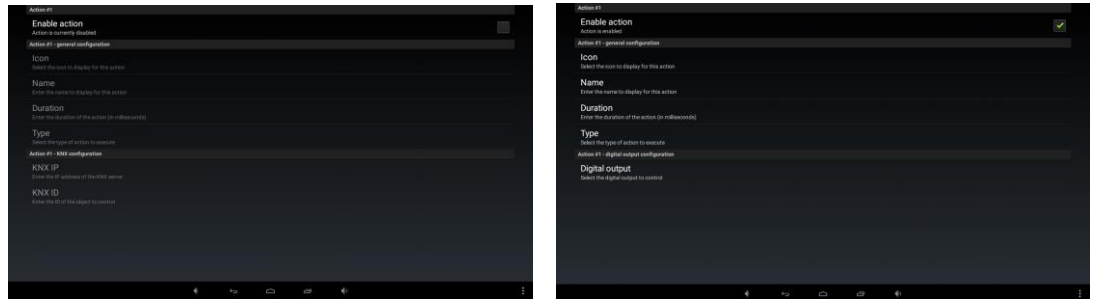 Action #1
Enable action
Action is currently disabled
Action #1 - general configuration
Icon
Select the icon to display for this action
Name
Enter the name to display for this action
Duration
Enter the duration of the action (in milliseconds)
Type
Select the type of action to execute
Action #1 - KNX configuration
KNX IP
Enter the IP address of the KNX server
KNX ID
Enter the ID of the object to control
Action #1
Enable action
Action is enabled
Action #1 - general configuration
Icon
Select the icon to display for this action
Name
Enter the name to display for this action
Duration
Enter the duration of the action (in milliseconds)
Type
Select the type of action to execute
Action #1 - digital output configuration
Digital output
Select the digital output to control